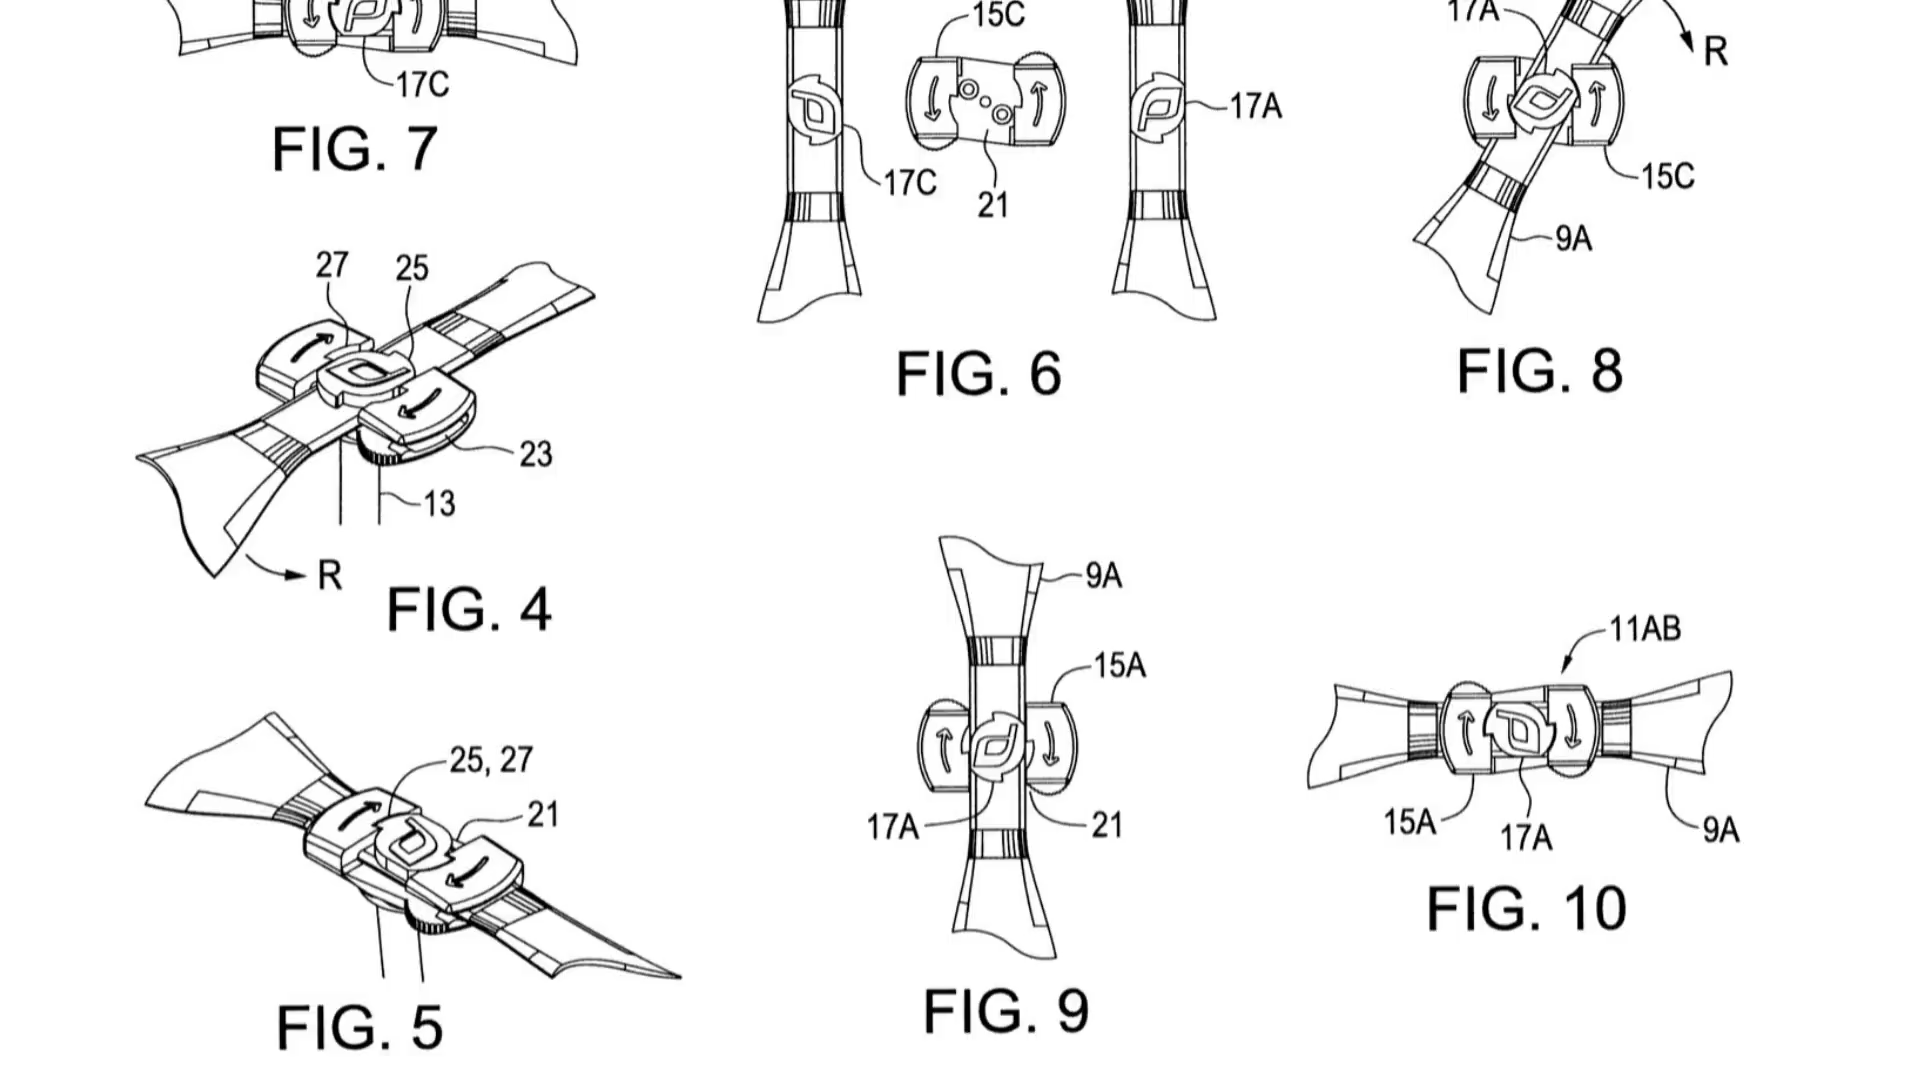 17C
FIG. 7
15C
17A
17C
21
FIG. 6
17A
R
15C
9A
FIG. 8
27
25
23
13
R
FIG. 4
25, 27
21
FIG. 5
9A
15A
17A
21
FIG. 9
11AB
15A
17A
9A
FIG. 10